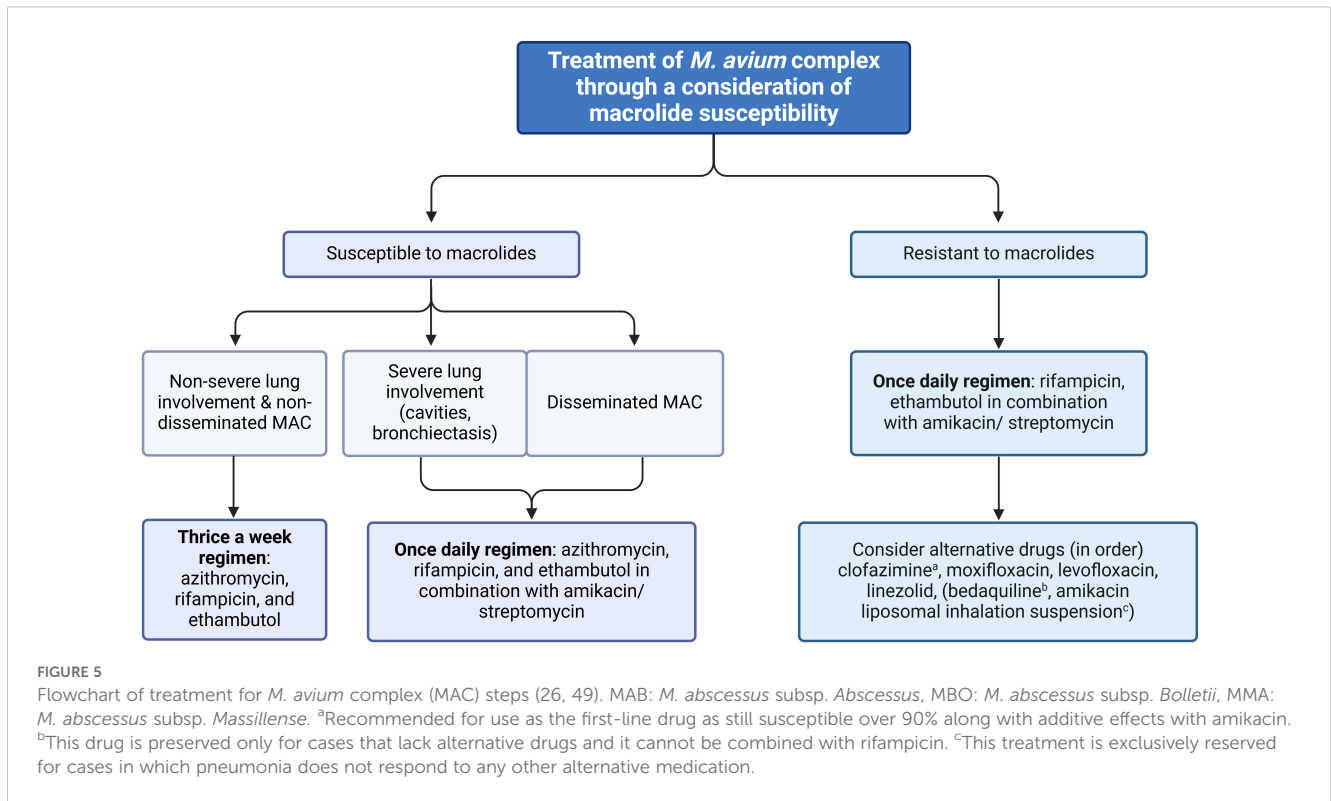 Treatment of M. avium complex
through a consideration of
macrolide susceptibility
Susceptible to macrolides
Resistant to macrolides
Non-severe lung
involvement & non-
disseminated MAC
Severe lung
involvement
(cavities,
bronchiectasis)
Disseminated MAC
Once daily regimen: rifampicin,
ethambutol in combination
with amikacin/ streptomycin
Thrice a week
regimen:
azithromycin,
rifampicin, and
ethambutol
Once daily regimen: azithromycin,
rifampicin, and ethambutol in
combination with amikacin/
streptomycin
Consider alternative drugs (in order)
clofazimineᵃ, moxifloxacin, levofloxacin,
linezolid, (bedaquilineᵇ, amikacin
liposomal inhalation suspensionᶜ)
FIGURE 5
Flowchart of treatment for M. avium complex (MAC) steps (26, 49). MAB: M. abscessus subsp. Abscessus, MBO: M. abscessus subsp. Bolletii, MMA:
M. abscessus subsp. Massillense. ᵃRecommended for use as the first-line drug as still susceptible over 90% along with additive effects with amikacin.
ᵇThis drug is preserved only for cases that lack alternative drugs and it cannot be combined with rifampicin. ᶜThis treatment is exclusively reserved
for cases in which pneumonia does not respond to any other alternative medication.